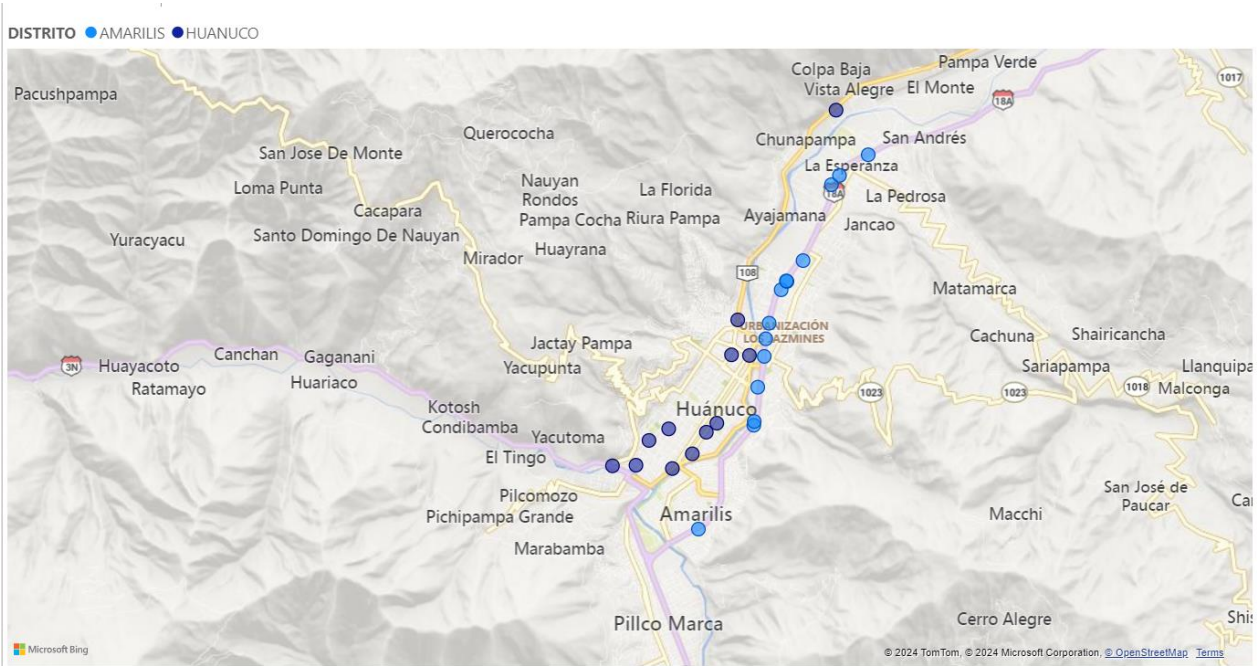 DISTRITO AMARILIS HUANUCO
Colpa Baja
Pampa Verde
Vista Alegre
El Monte
1017
Pacushpampa
18A
Querococha
Chunapampa
San Andrés
San Jose De Monte
La Esperanza
Loma Punta
Nauyan
Rondos
La Florida
18A
La Pedrosa
Cacapara
Pampa Cocha
Riura Pampa
Ayajamana
Jancao
Yuracyacu
Santo Domingo De Nauyan
Huayrana
Mirador
108
Matamarca
Jactay Pampa
Cachuna
Shairicancha
Canchan
Gaganani
3N
Huayacoto
Yacupunta
Sariapampa
Ratamayo
Huariaco
1023
1023
1018
Malconga
Kotosh
Condibamba
Huánuco
Yacutoma
El Tingo
Pilcomozo
San José de
Paucar
Pichipampa Grande
Amarilis
Macchi
Marabamba
Pillco Marca
Cerro Alegre
Microsoft Bing
© 2024 TomTom, © 2024 Microsoft Corporation, © OpenStreetMap Terms